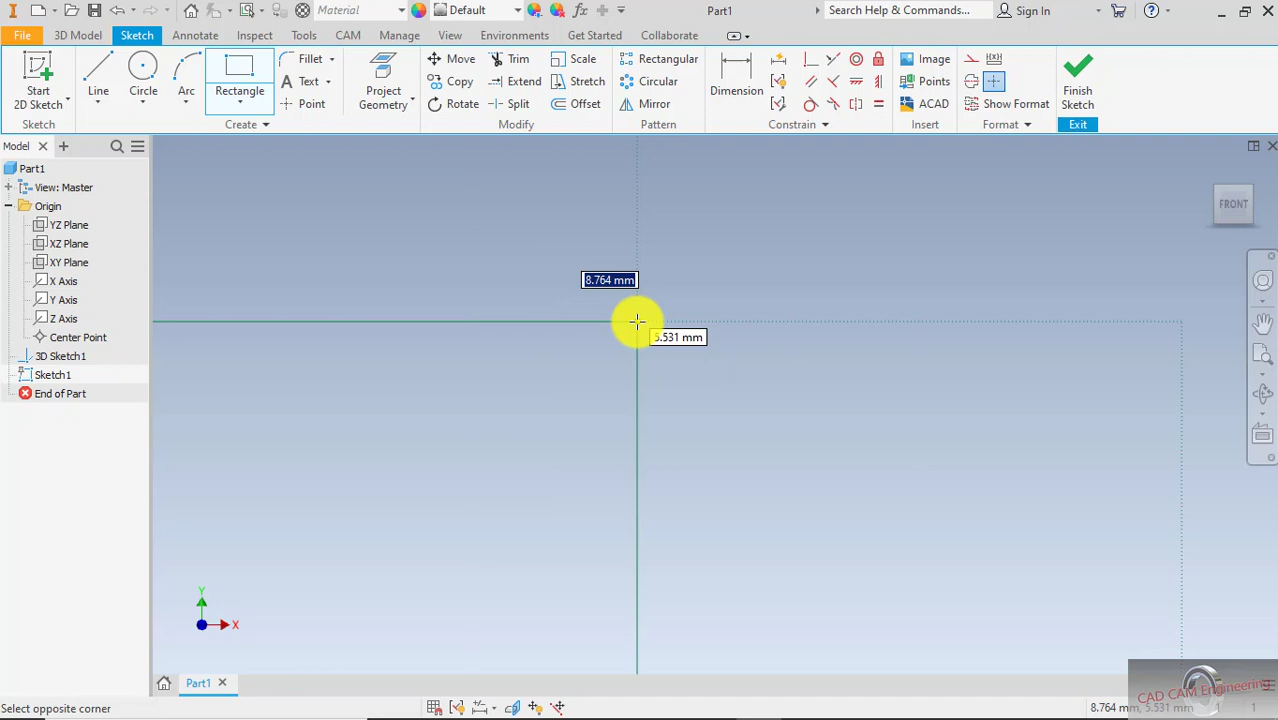 Material
Default
fx
Part1
Search Help & Commands...
Sign In
File
3D Model
Sketch
Annotate
Inspect
Tools
CAM
Manage
View
Environments
Get Started
Collaborate
Start
2D Sketch
Line
Circle
Arc
Rectangle
Fillet
Text
Point
Project
Geometry
Move
Trim
Scale
Copy
Extend
Stretch
Rotate
Split
Offset
Rectangular
Circular
Mirror
Dimension
Image
Points
ACAD
Show Format
Finish
Sketch
Sketch
Create
Modify
Pattern
Constrain
Insert
Format
Exit
Model
Part1
View: Master
Origin
YZ Plane
XZ Plane
XY Plane
X Axis
Y Axis
Z Axis
Center Point
3D Sketch1
Sketch1
End of Part
FRONT
8.764 mm
5.531 mm
Y
X
Part1
CAD CAM Engineering
Select opposite corner
8.764 mm, 5.531 mm
1
1